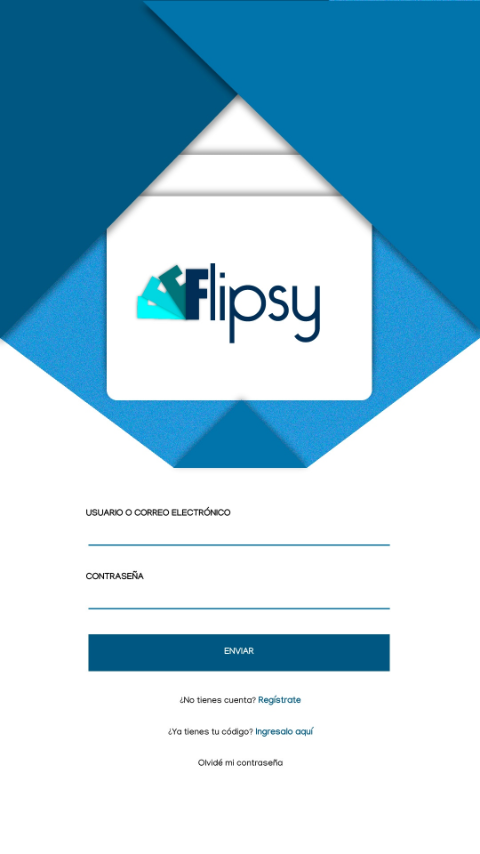 Flipsy
USUARIO O CORREO ELECTRÓNICO
CONTRASEÑA
ENVIAR
¿No tienes cuenta? Regístrate
¿Ya tienes tu código? Ingresalo aquí
Olvidé mi contraseña